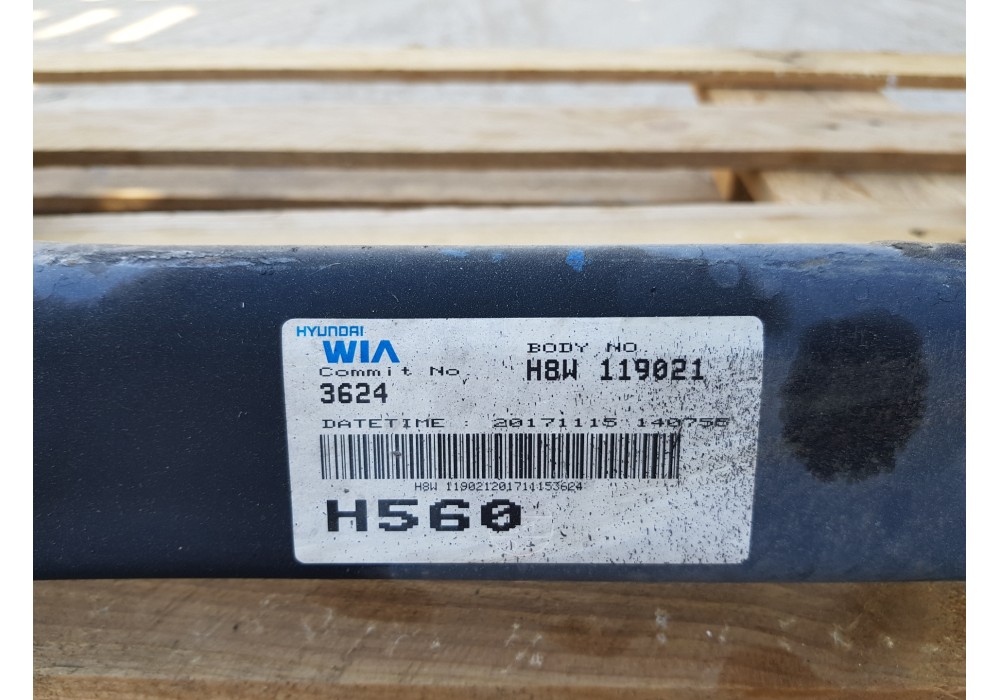 HYUNDAI
WIA
BODY NO.
Commit No.
H8W 119021
3624
DATETIME : 20171115 140756
H8W 119021201711153624
H560